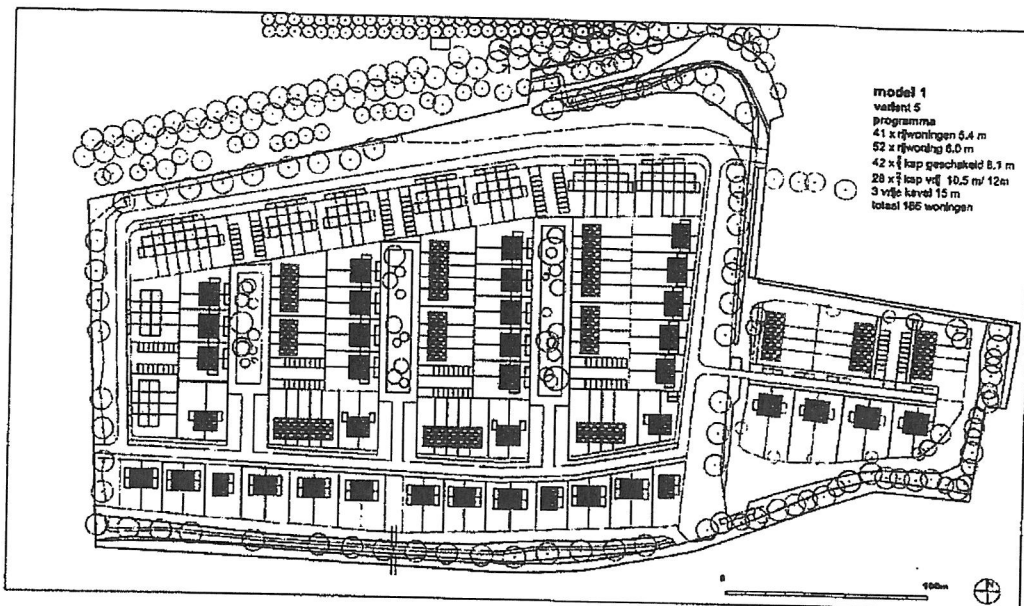 model 1
variant 5
programma
41 x rijwoningen 5.4 m
52 x rijwoning 6.0 m
42 x ½ kap geschakeld 8.1 m
28 x ½ kap vrij 10.5 m/ 12m
3 vrije kavel 15 m
totaal 166 woningen
0 100m
N